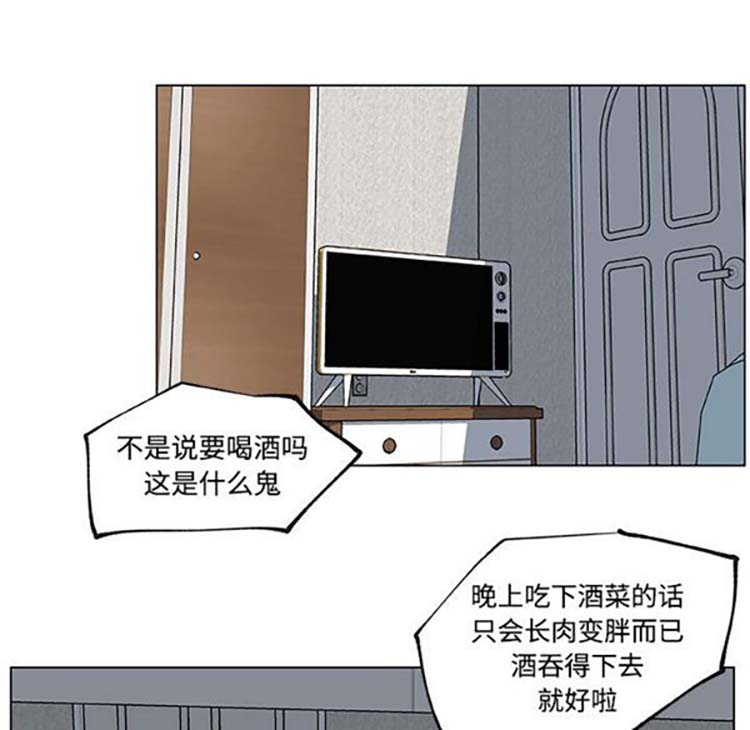 不是说要喝酒吗
这是什么鬼
晚上吃下酒菜的话
只会长肉变胖而已
酒吞得下去
就好啦